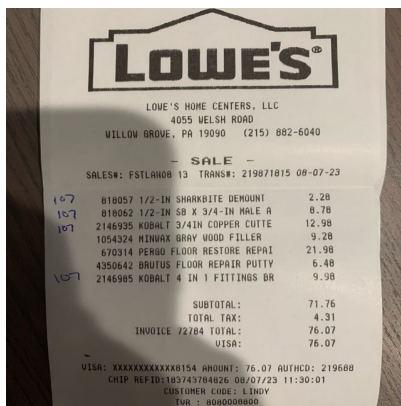 LOWE'S®
LOWE'S HOME CENTERS, LLC
4055 WELSH ROAD
WILLOW GROVE, PA 19090 (215) 882-6040
- SALE -
SALES#: FSTLAN08 13 TRANS#: 219871815 08-07-23
107 818057 1/2-IN SHARKBITE DEMOUNT 2.28
107 818062 1/2-IN SB X 3/4-IN MALE A 8.78
107 2146935 KOBALT 3/4IN COPPER CUTTE 12.98
1054324 MINWAX GRAY WOOD FILLER 9.28
670314 PERGO FLOOR RESTORE REPAI 21.98
4350642 BRUTUS FLOOR REPAIR PUTTY 6.48
107 2146905 KOBALT 4 IN 1 FITTINGS BR 9.98
SUBTOTAL: 71.76
TOTAL TAX: 4.31
INVOICE 72784 TOTAL: 76.07
VISA: 76.07
VISA: XXXXXXXXXXXX8154 AMOUNT: 76.07 AUTHCD: 219688
CHIP REFID:183743784826 08/07/23 11:30:01
CUSTOMER CODE: LINDY
TVR : 8080008000